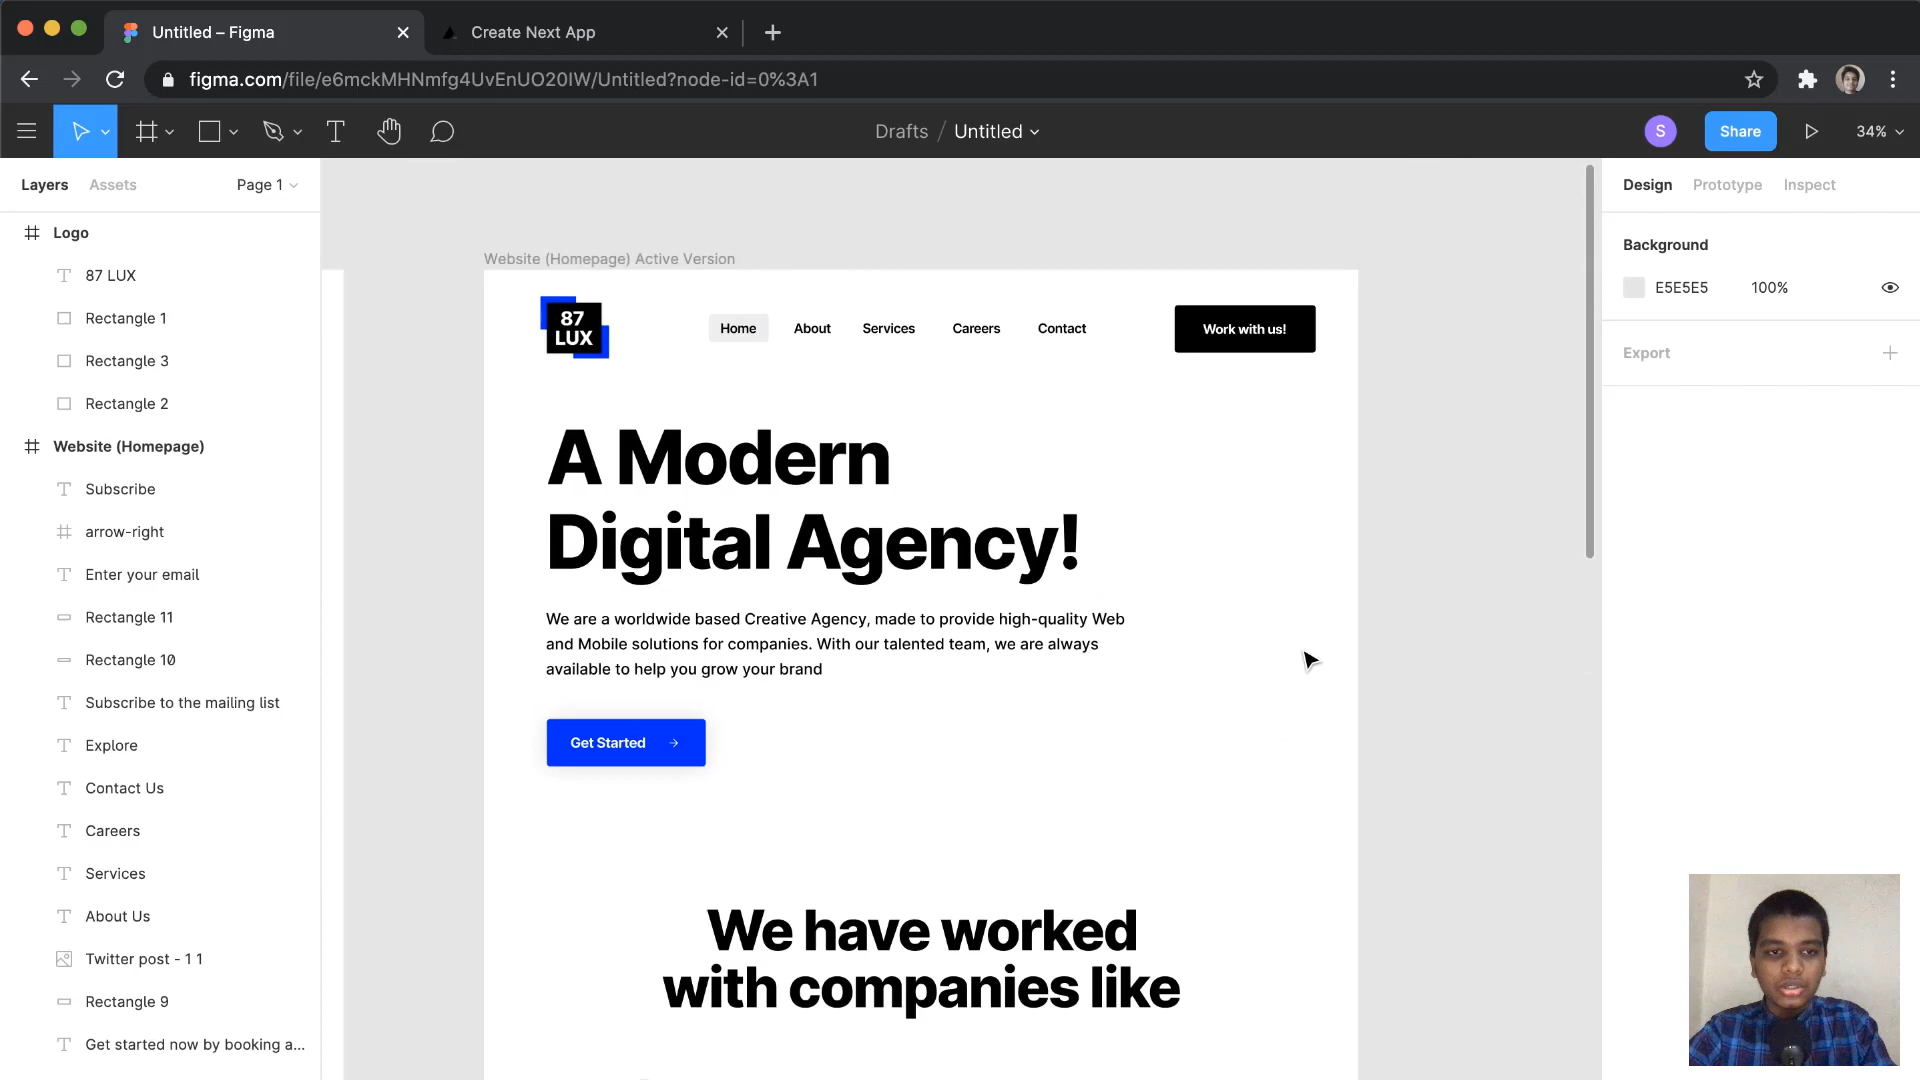 Untitled – Figma
Create Next App
figma.com/file/e6mckMHNmfg4UvEnUO20IW/Untitled?node-id=0%3A1
Drafts / Untitled
S
Share
34%
Layers
Assets
Page 1
Design
Prototype
Inspect
Logo
87 LUX
Rectangle 1
Rectangle 3
Rectangle 2
Website (Homepage)
Subscribe
arrow-right
Enter your email
Rectangle 11
Rectangle 10
Subscribe to the mailing list
Explore
Contact Us
Careers
Services
About Us
Twitter post - 1 1
Rectangle 9
Get started now by booking a...
Website (Homepage) Active Version
87
LUX
Home
About
Services
Careers
Contact
Work with us!
A Modern
Digital Agency!
We are a worldwide based Creative Agency, made to provide high-quality Web
and Mobile solutions for companies. With our talented team, we are always
available to help you grow your brand
Get Started
We have worked
with companies like
Background
E5E5E5
100%
Export